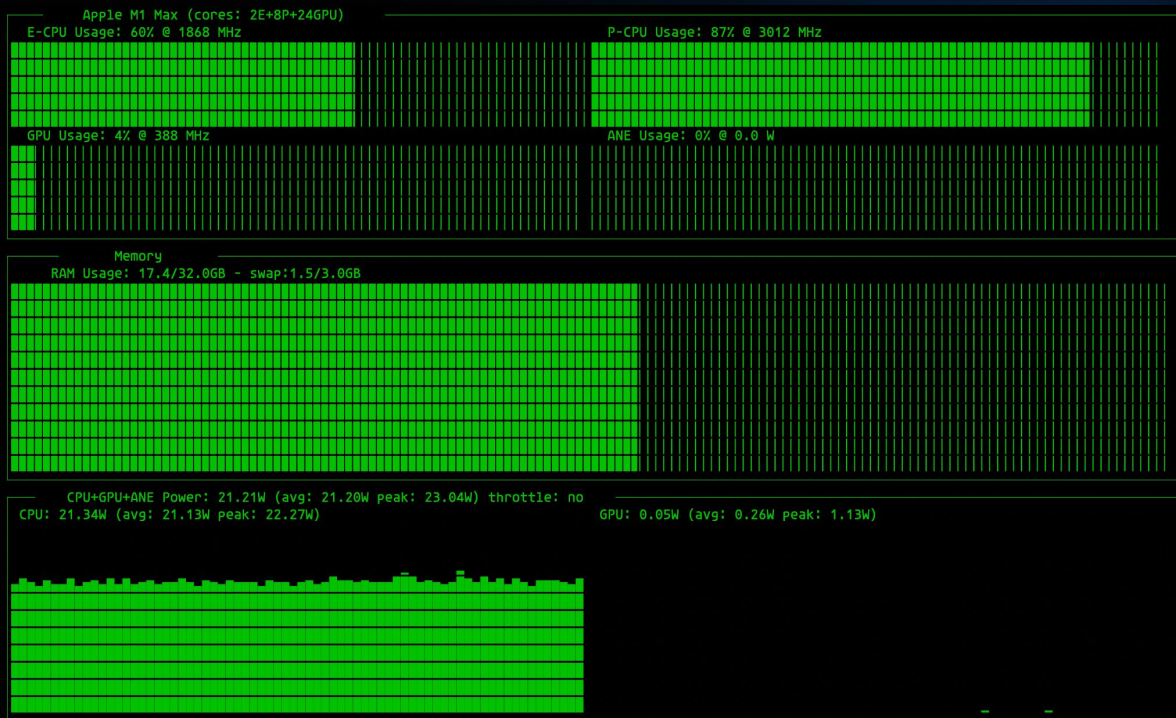 Apple M1 Max (cores: 2E+8P+24GPU)
E-CPU Usage: 60% @ 1868 MHz
P-CPU Usage: 87% @ 3012 MHz
GPU Usage: 4% @ 388 MHz
ANE Usage: 0% @ 0.0 W
Memory
RAM Usage: 17.4/32.0GB - swap:1.5/3.0GB
CPU+GPU+ANE Power: 21.21W (avg: 21.20W peak: 23.04W) throttle: no
CPU: 21.34W (avg: 21.13W peak: 22.27W)
GPU: 0.05W (avg: 0.26W peak: 1.13W)